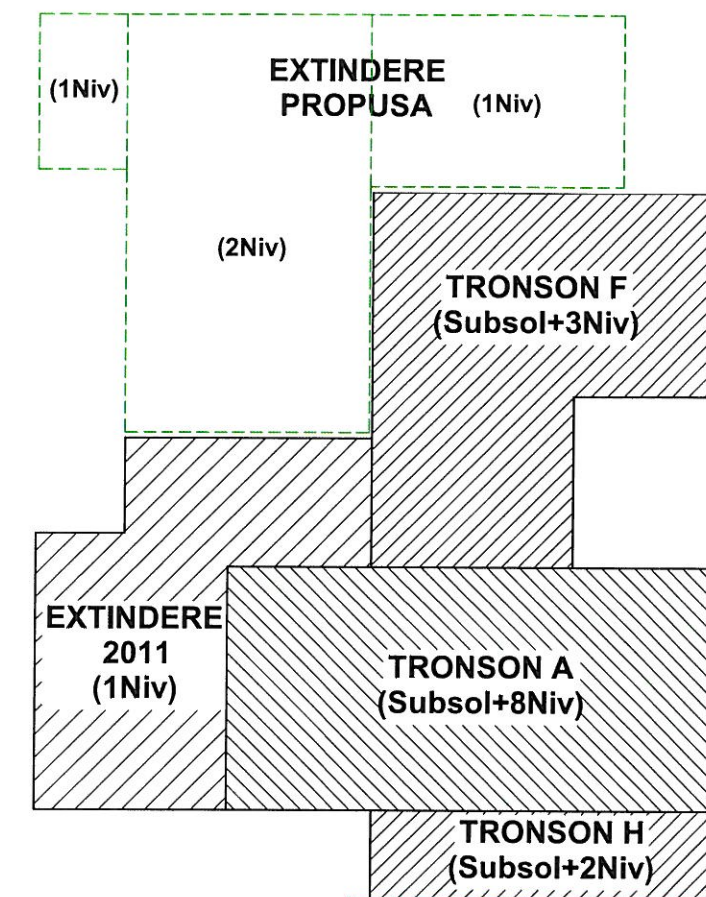 (1Niv)
EXTINDERE
PROPUSA
(1Niv)
(2Niv)
TRONSON F
(Subsol+3Niv)
EXTINDERE
2011
(1Niv)
TRONSON A
(Subsol+8Niv)
TRONSON H
(Subsol+2Niv)